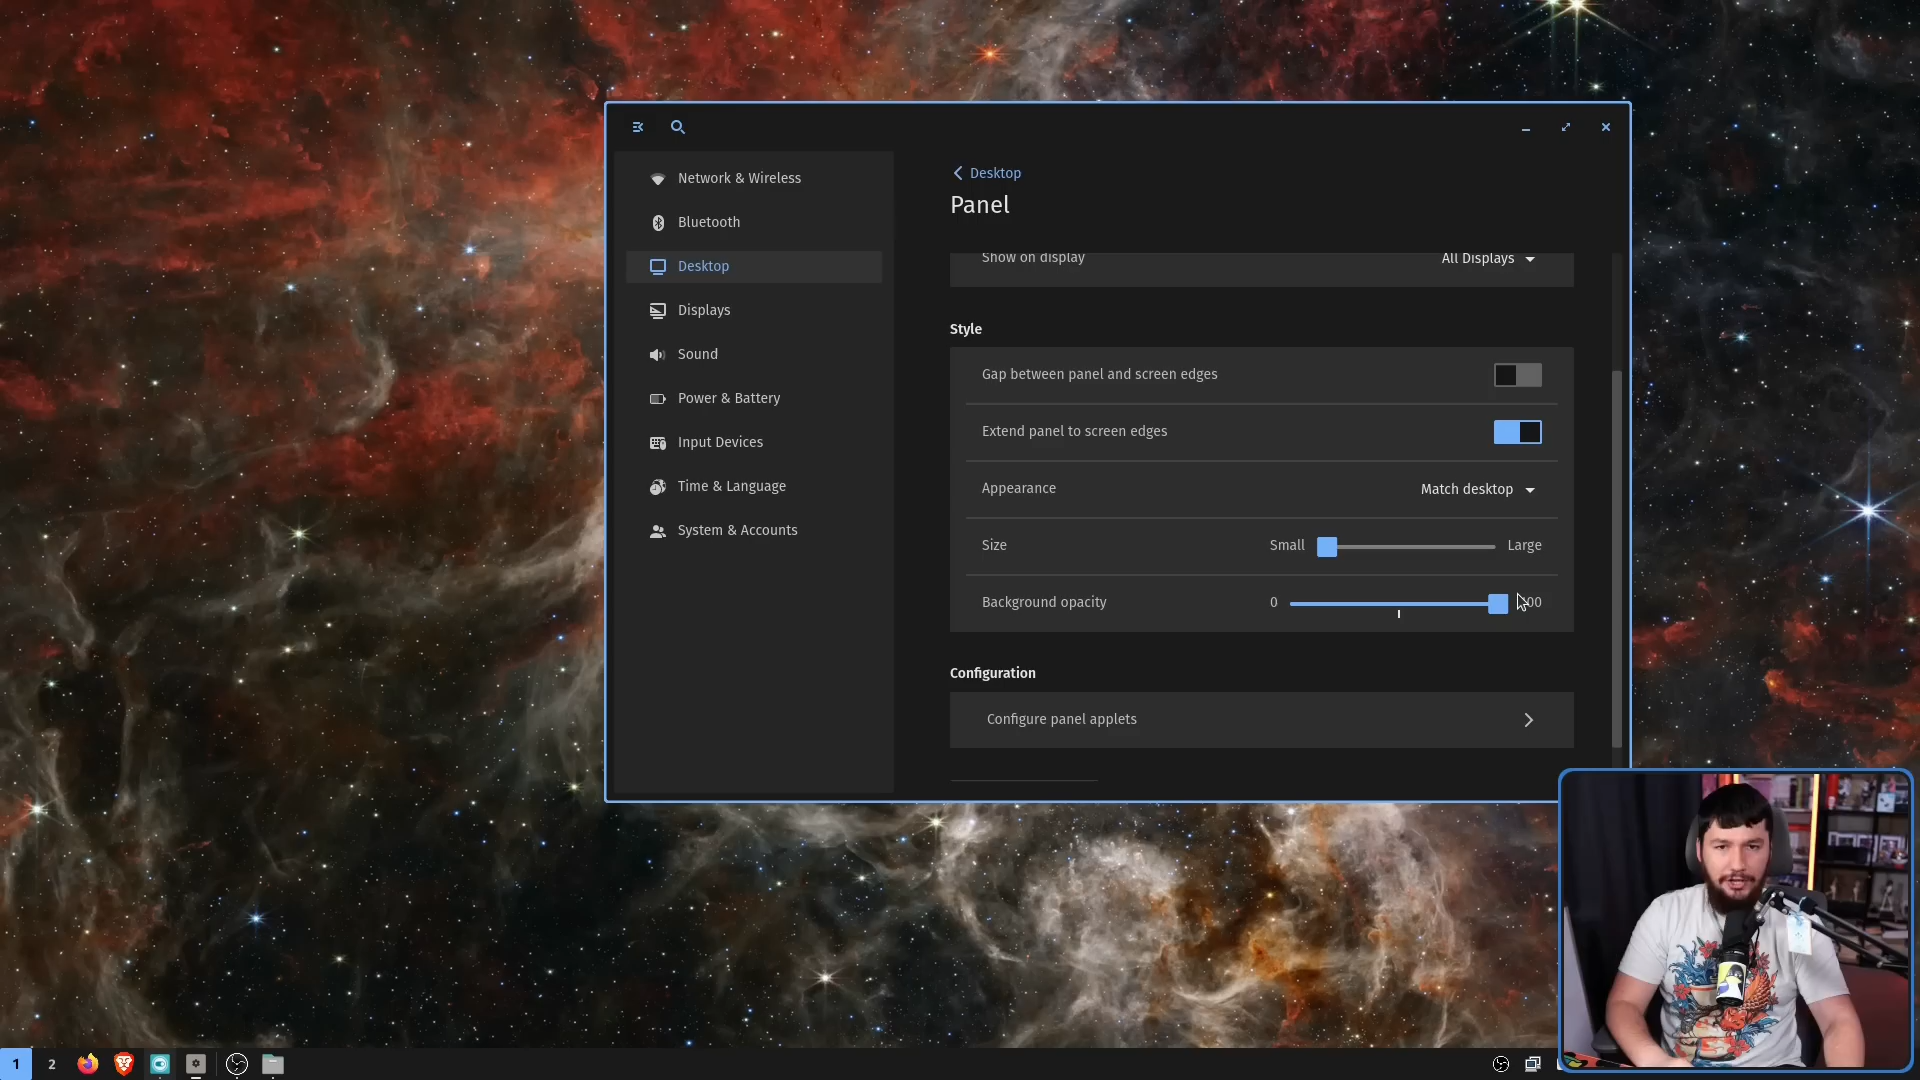 Network & Wireless
Bluetooth
Desktop
Displays
Sound
Power & Battery
Input Devices
Time & Language
System & Accounts
Desktop
Panel
Show on display
All Displays
Style
Gap between panel and screen edges
Extend panel to screen edges
Appearance
Match desktop
Size
Small
Large
Background opacity
0
Configuration
Configure panel applets
1
2